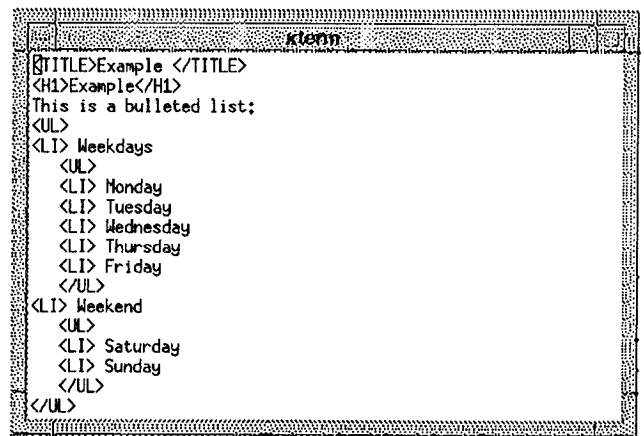 xterm
<TITLE>Example </TITLE>
<H1>Example</H1>
This is a bulleted list:
<UL>
<LI> Weekdays
<UL>
<LI> Monday
<LI> Tuesday
<LI> Wednesday
<LI> Thursday
<LI> Friday
</UL>
<LI> Weekend
<UL>
<LI> Saturday
<LI> Sunday
</UL>
</UL>